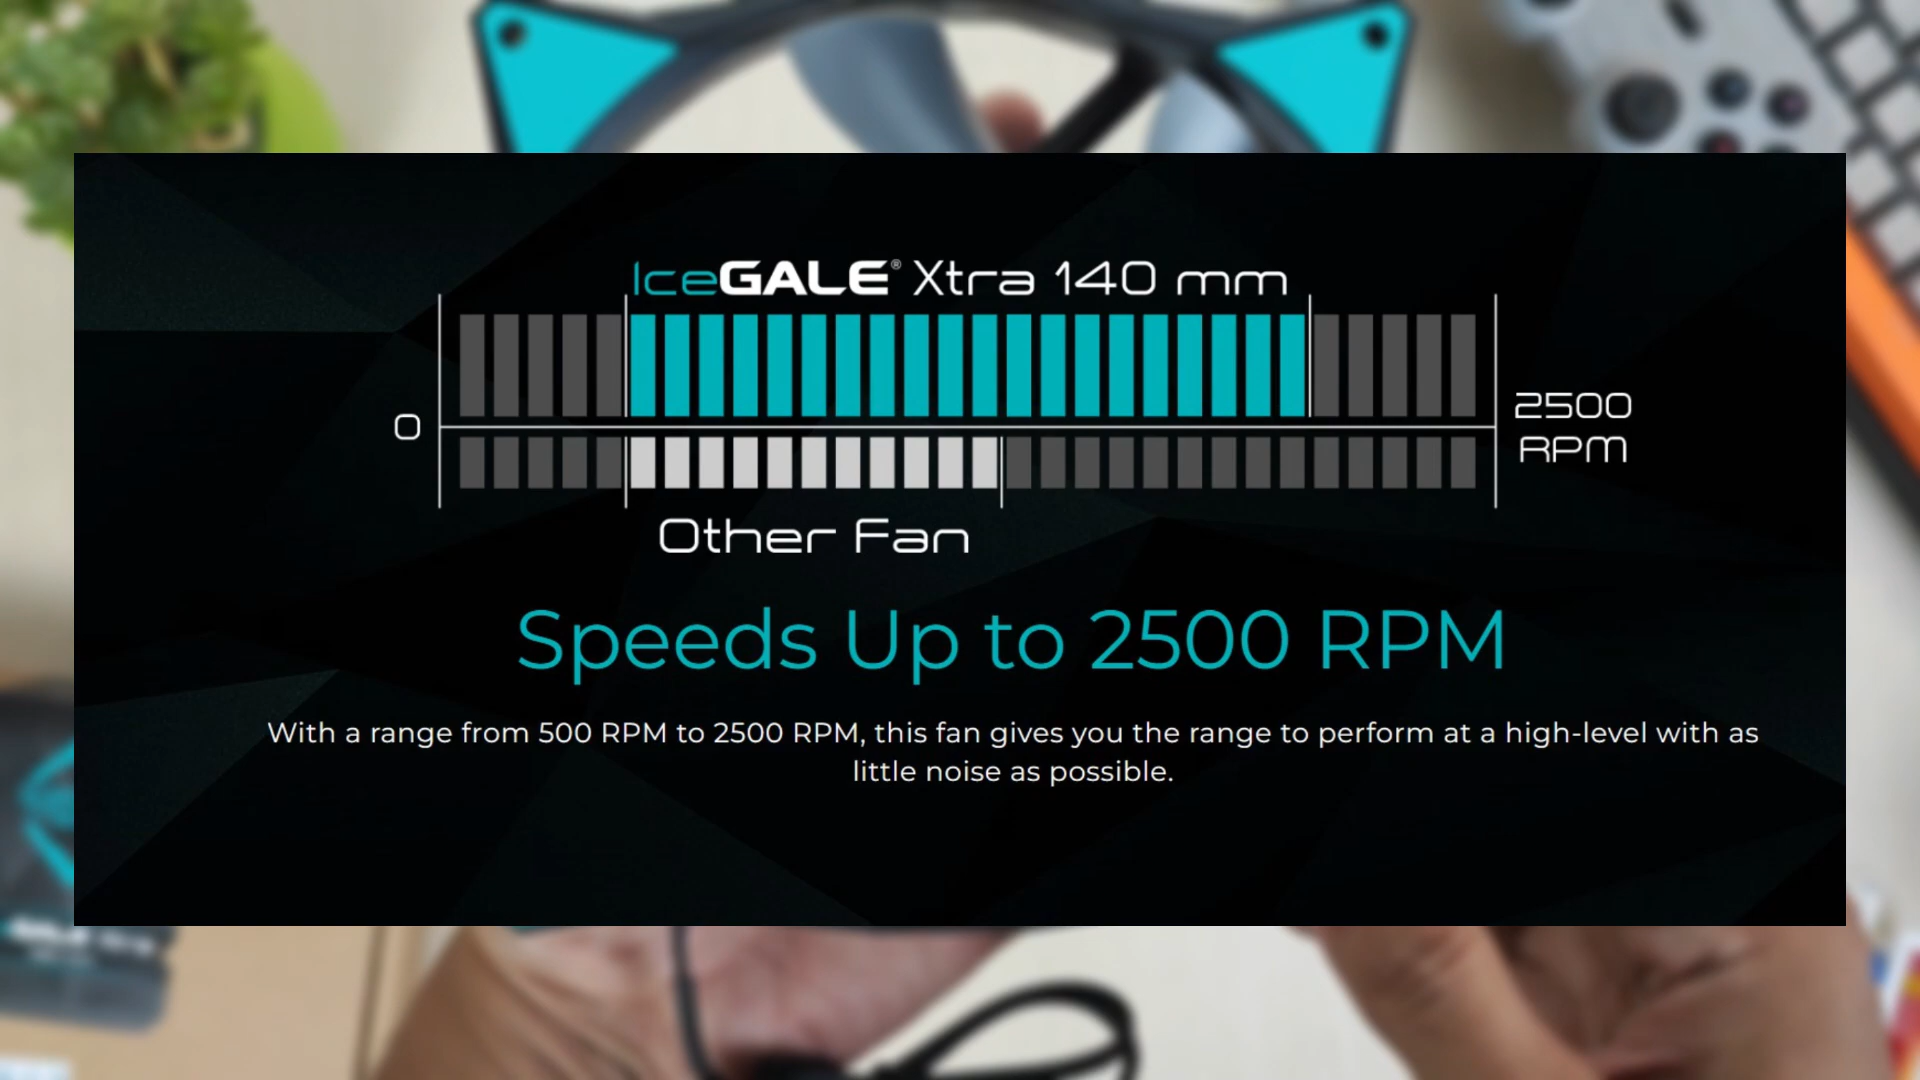 IceGALE® Xtra 140 mm
0
2500
RPM
Other Fan
Speeds Up to 2500 RPM
With a range from 500 RPM to 2500 RPM, this fan gives you the range to perform at a high-level with as
little noise as possible.